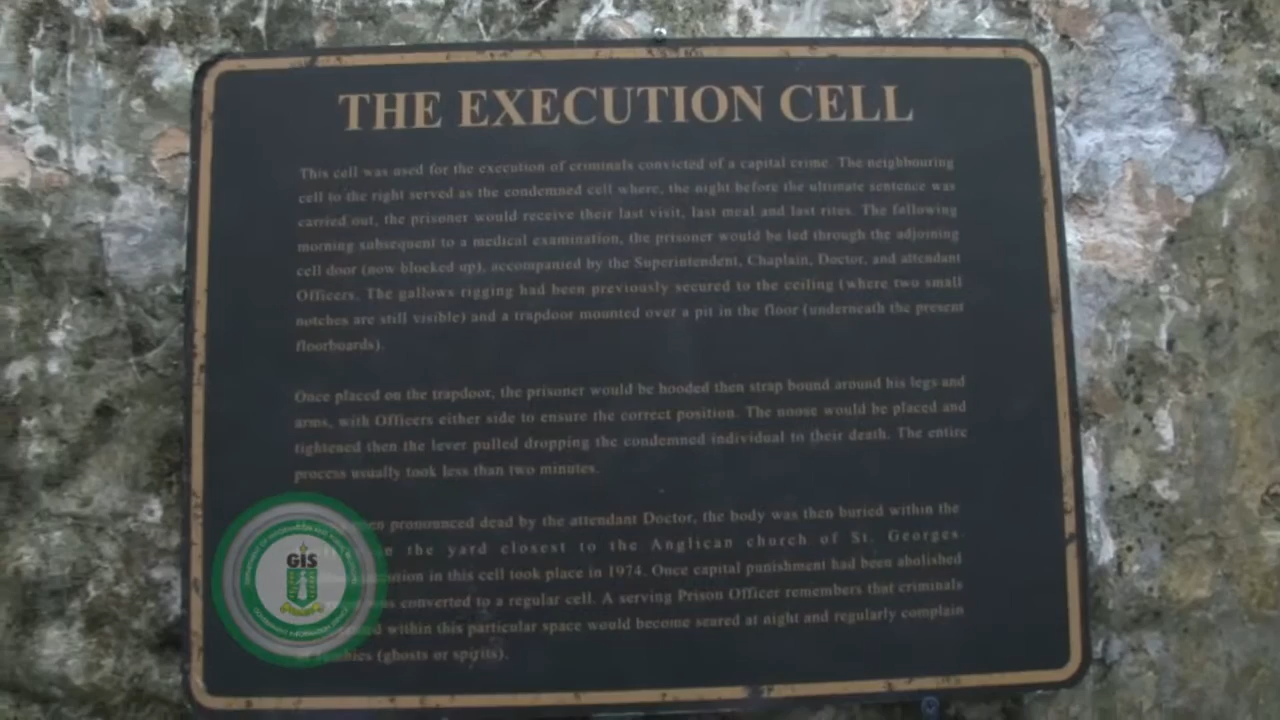 THE EXECUTION CELL
This cell was used for the execution of criminals convicted of a capital crime. The neighbouring
cell to the right served as the condemned cell where, the night before the ultimate sentence was
carried out, the prisoner would receive their last visit, last meal and last rites. The following
morning subsequent to a medical examination, the prisoner would be led through the adjoining
cell door (now blocked up), accompanied by the Superintendent, Chaplain, Doctor, and attendant
Officers. The gallows rigging had been previously secured to the ceiling (where two small
notches are still visible) and a trapdoor mounted over a pit in the floor (underneath the present
floorboards).
Once placed on the trapdoor, the prisoner would be hooded then strap bound around his legs and
arms, with Officers either side to ensure the correct position. The noose would be placed and
tightened then the lever pulled dropping the condemned individual to their death. The entire
process usually took less than two minutes.
pronounced dead by the attendant Doctor, the body was then buried within the
the yard closest to the Anglican church of St. Georges.
in this cell took place in 1974. Once capital punishment had been abolished
was converted to a regular cell. A serving Prison Officer remembers that criminals
within this particular space would become scared at night and regularly complain
(ghosts or spirits).
GIS